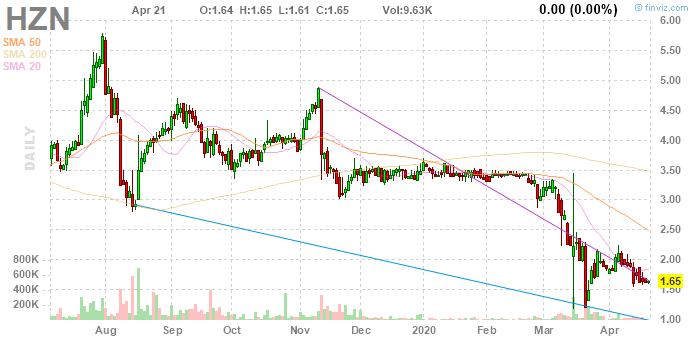 HZN Apr 21 O:1.64 H:1.65 L:1.61 C:1.65 Vol:9.63K 0.00 (0.00%) © finviz.com
SMA 50
SMA 200
SMA 20
DAILY
6.00
5.50
5.00
4.50
4.00
3.50
3.00
2.50
2.00
1.65
1.50
1.00
800K
600K
400K
200K
Aug Sep Oct Nov Dec 2020 Feb Mar Apr